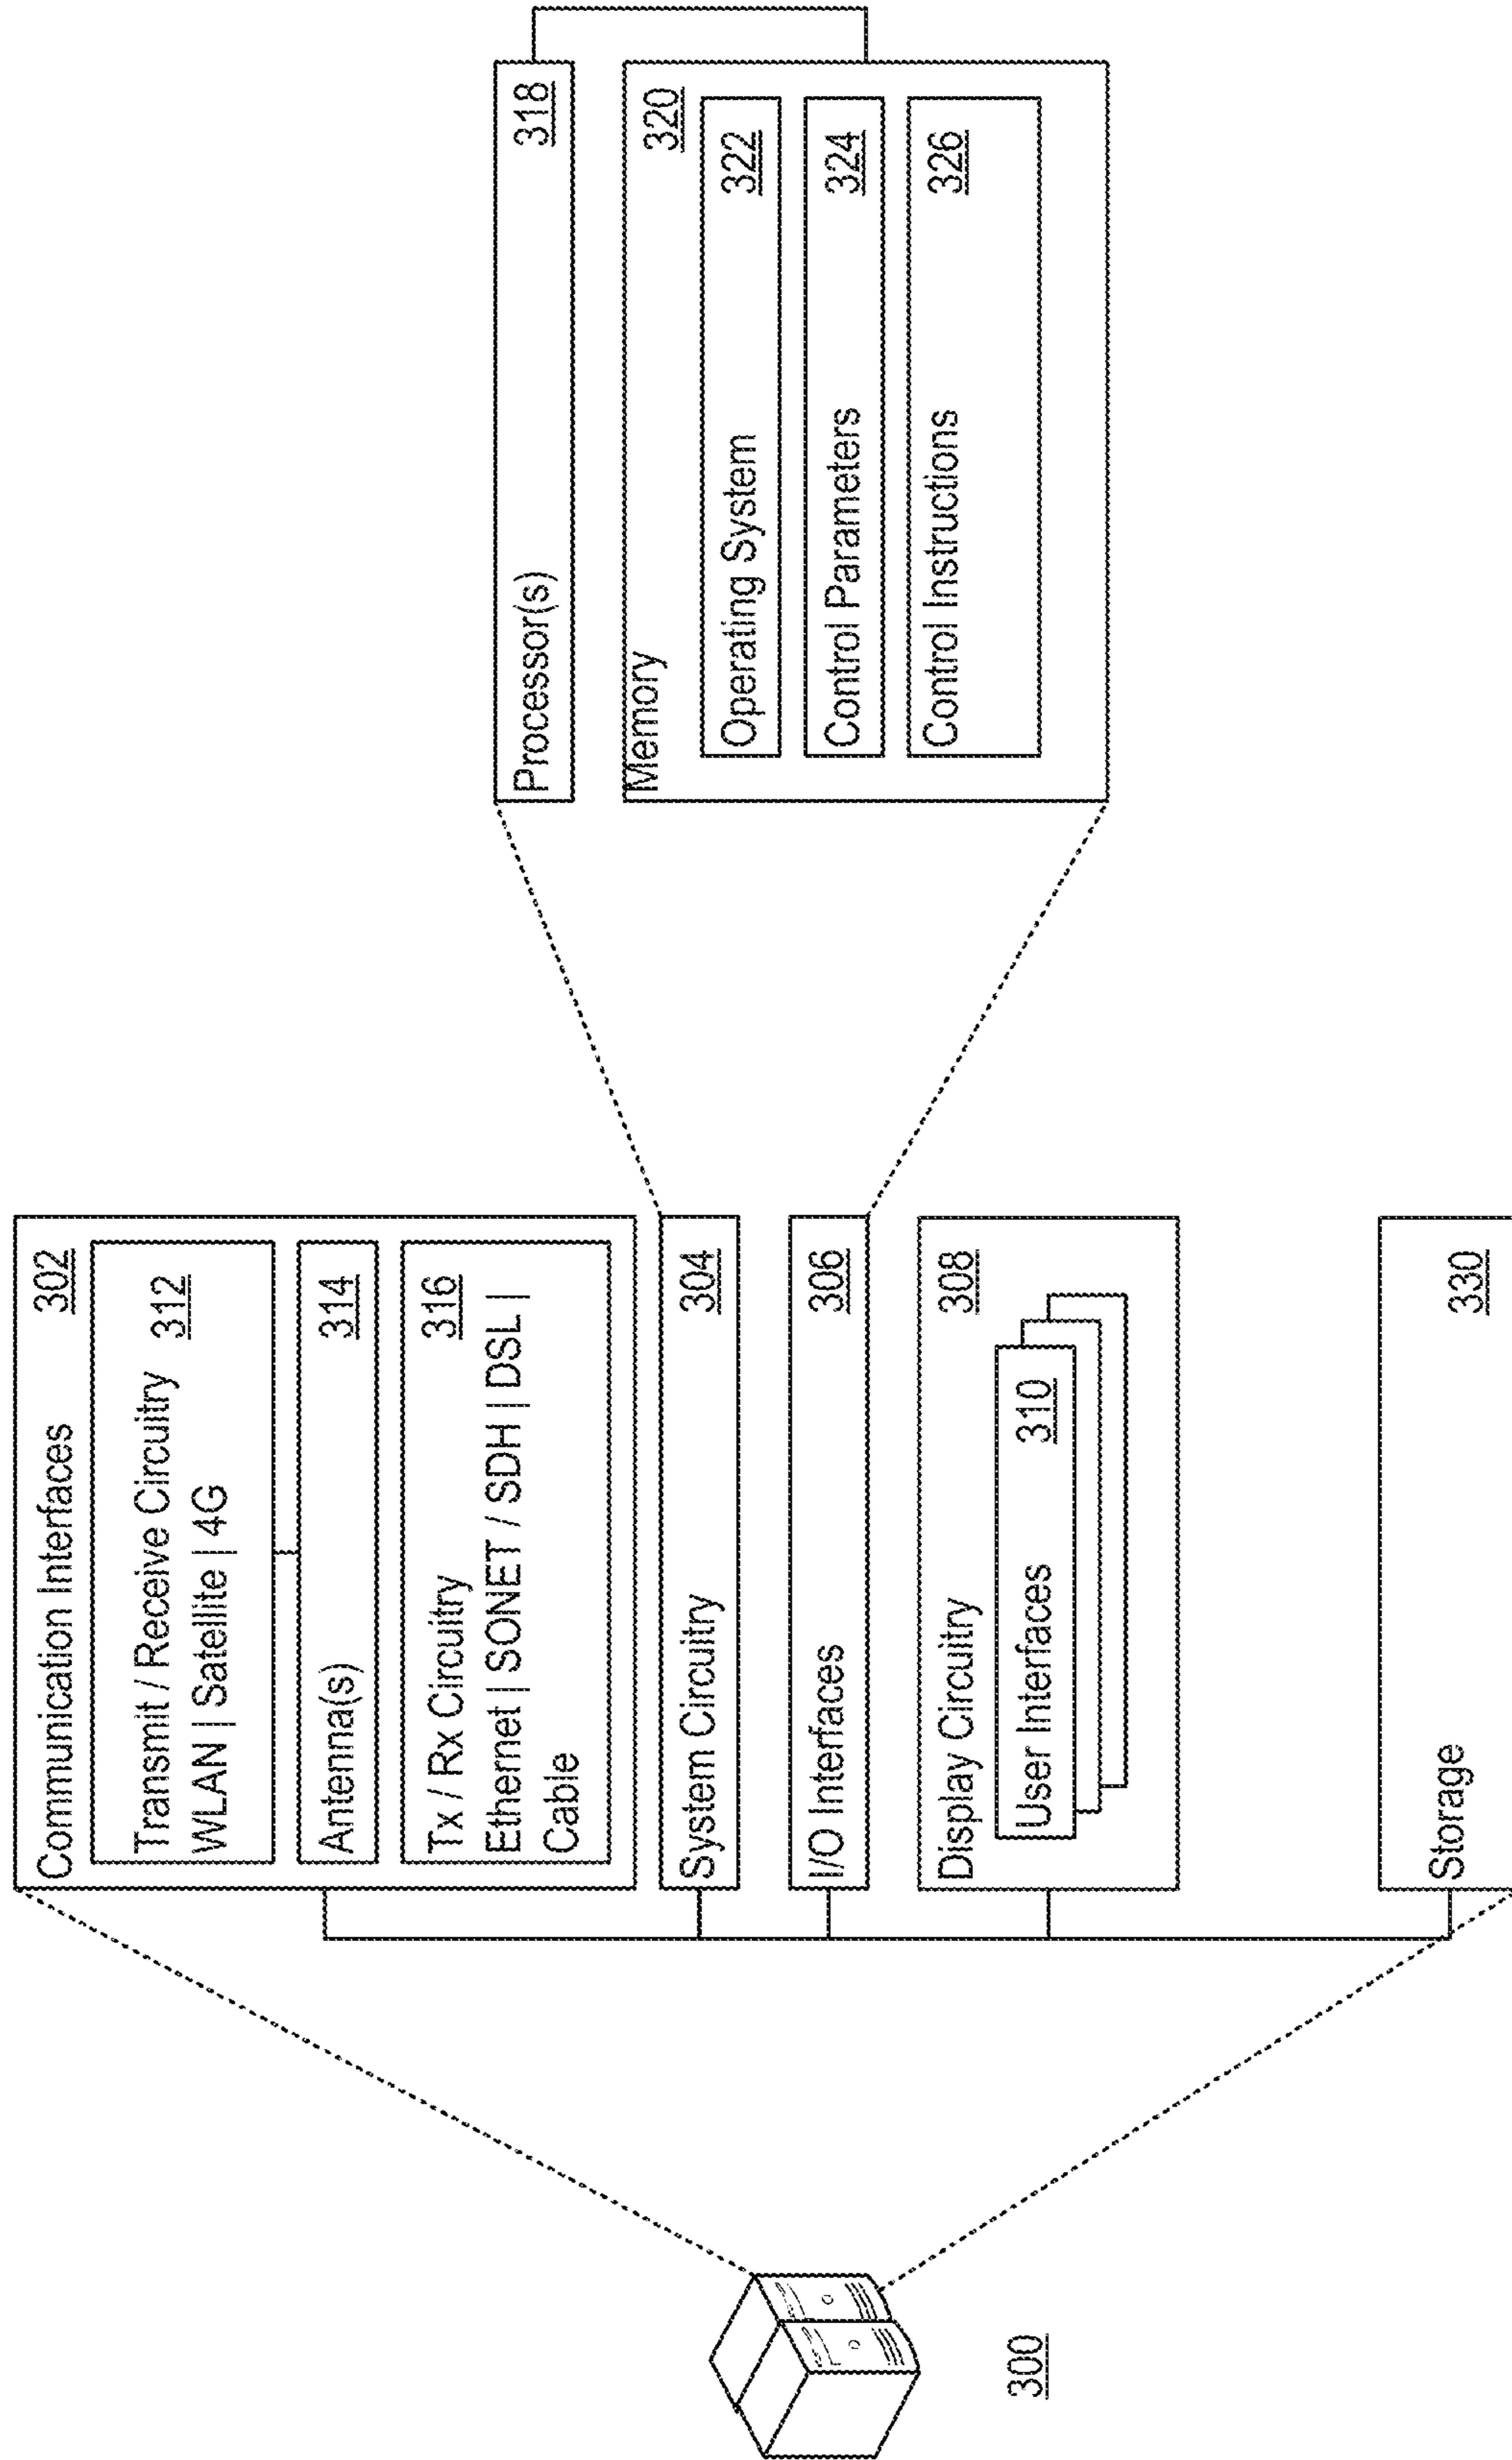 300
Communication Interfaces 302
Transmit / Receive Circuitry 312
WLAN | Satellite | 4G
Antenna(s) 314
Tx / Rx Circuitry 316
Ethernet | SONET / SDH | DSL |
Cable
System Circuitry 304
I/O Interfaces 306
Display Circuitry 308
User Interfaces 310
Storage 330
Processor(s) 318
Memory 320
Operating System 322
Control Parameters 324
Control Instructions 326